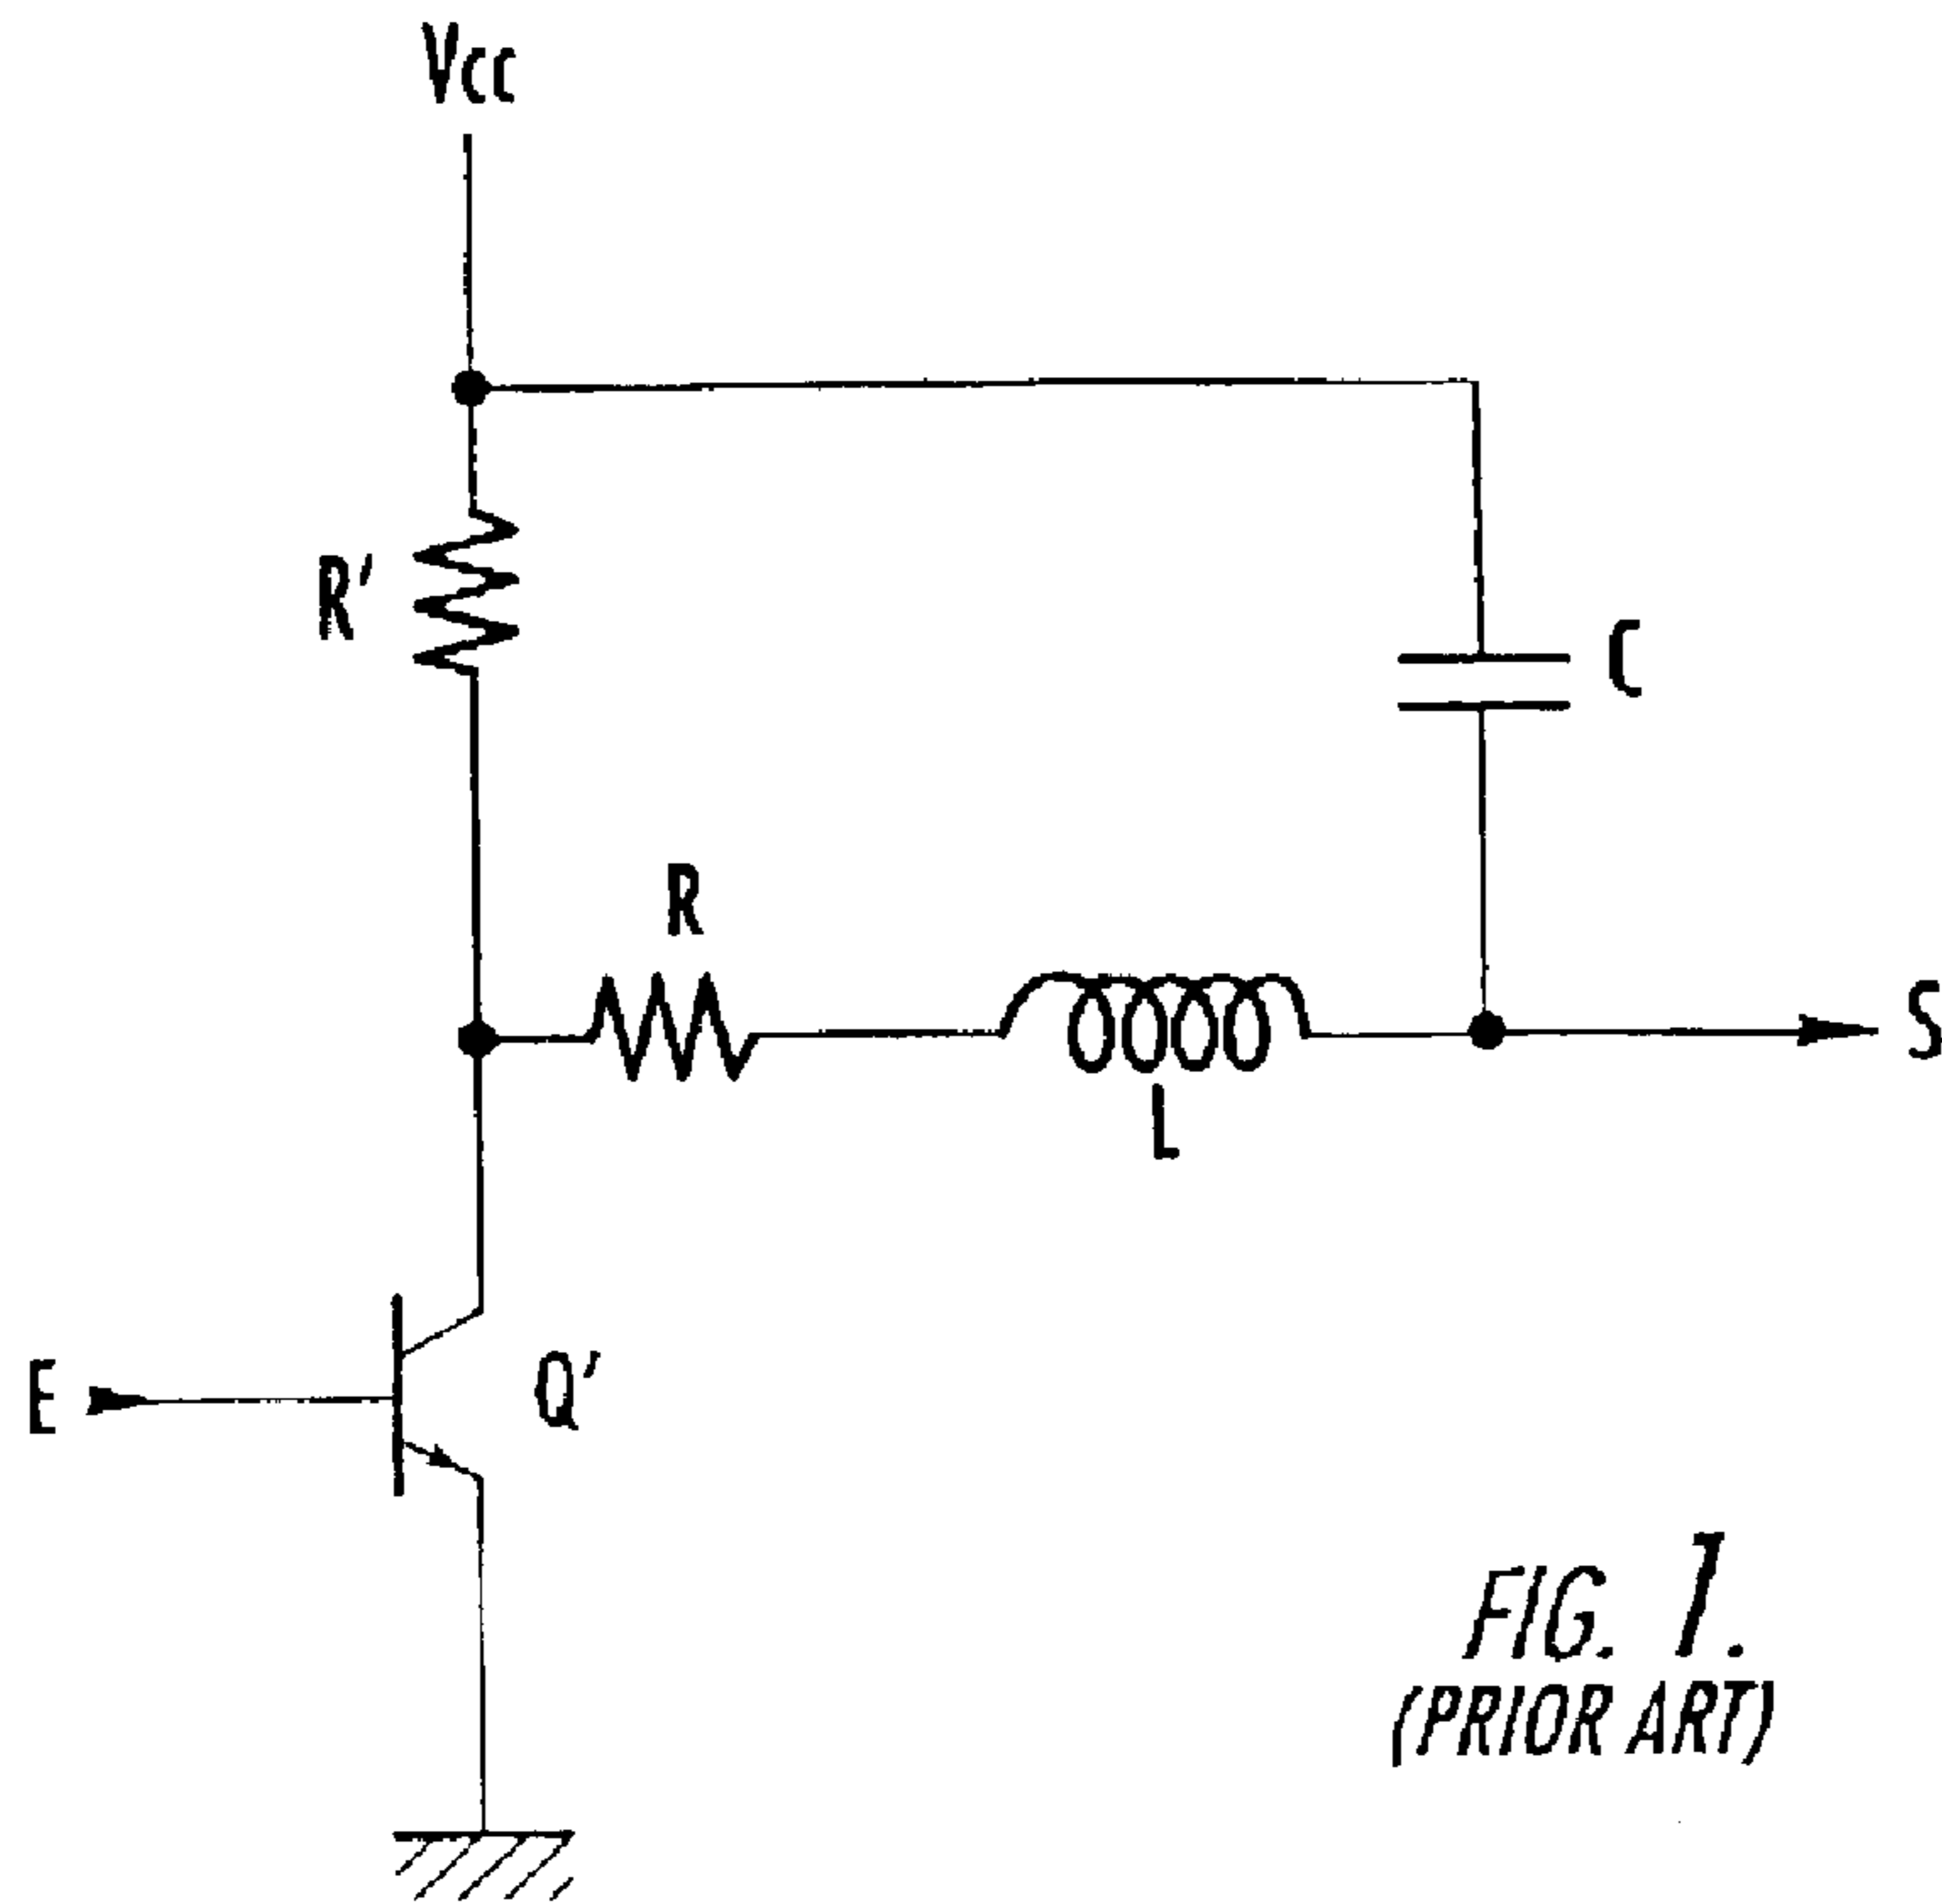 Vcc
R'
C
R
S
L
E
Q'
FIG. 1.
(PRIOR ART)